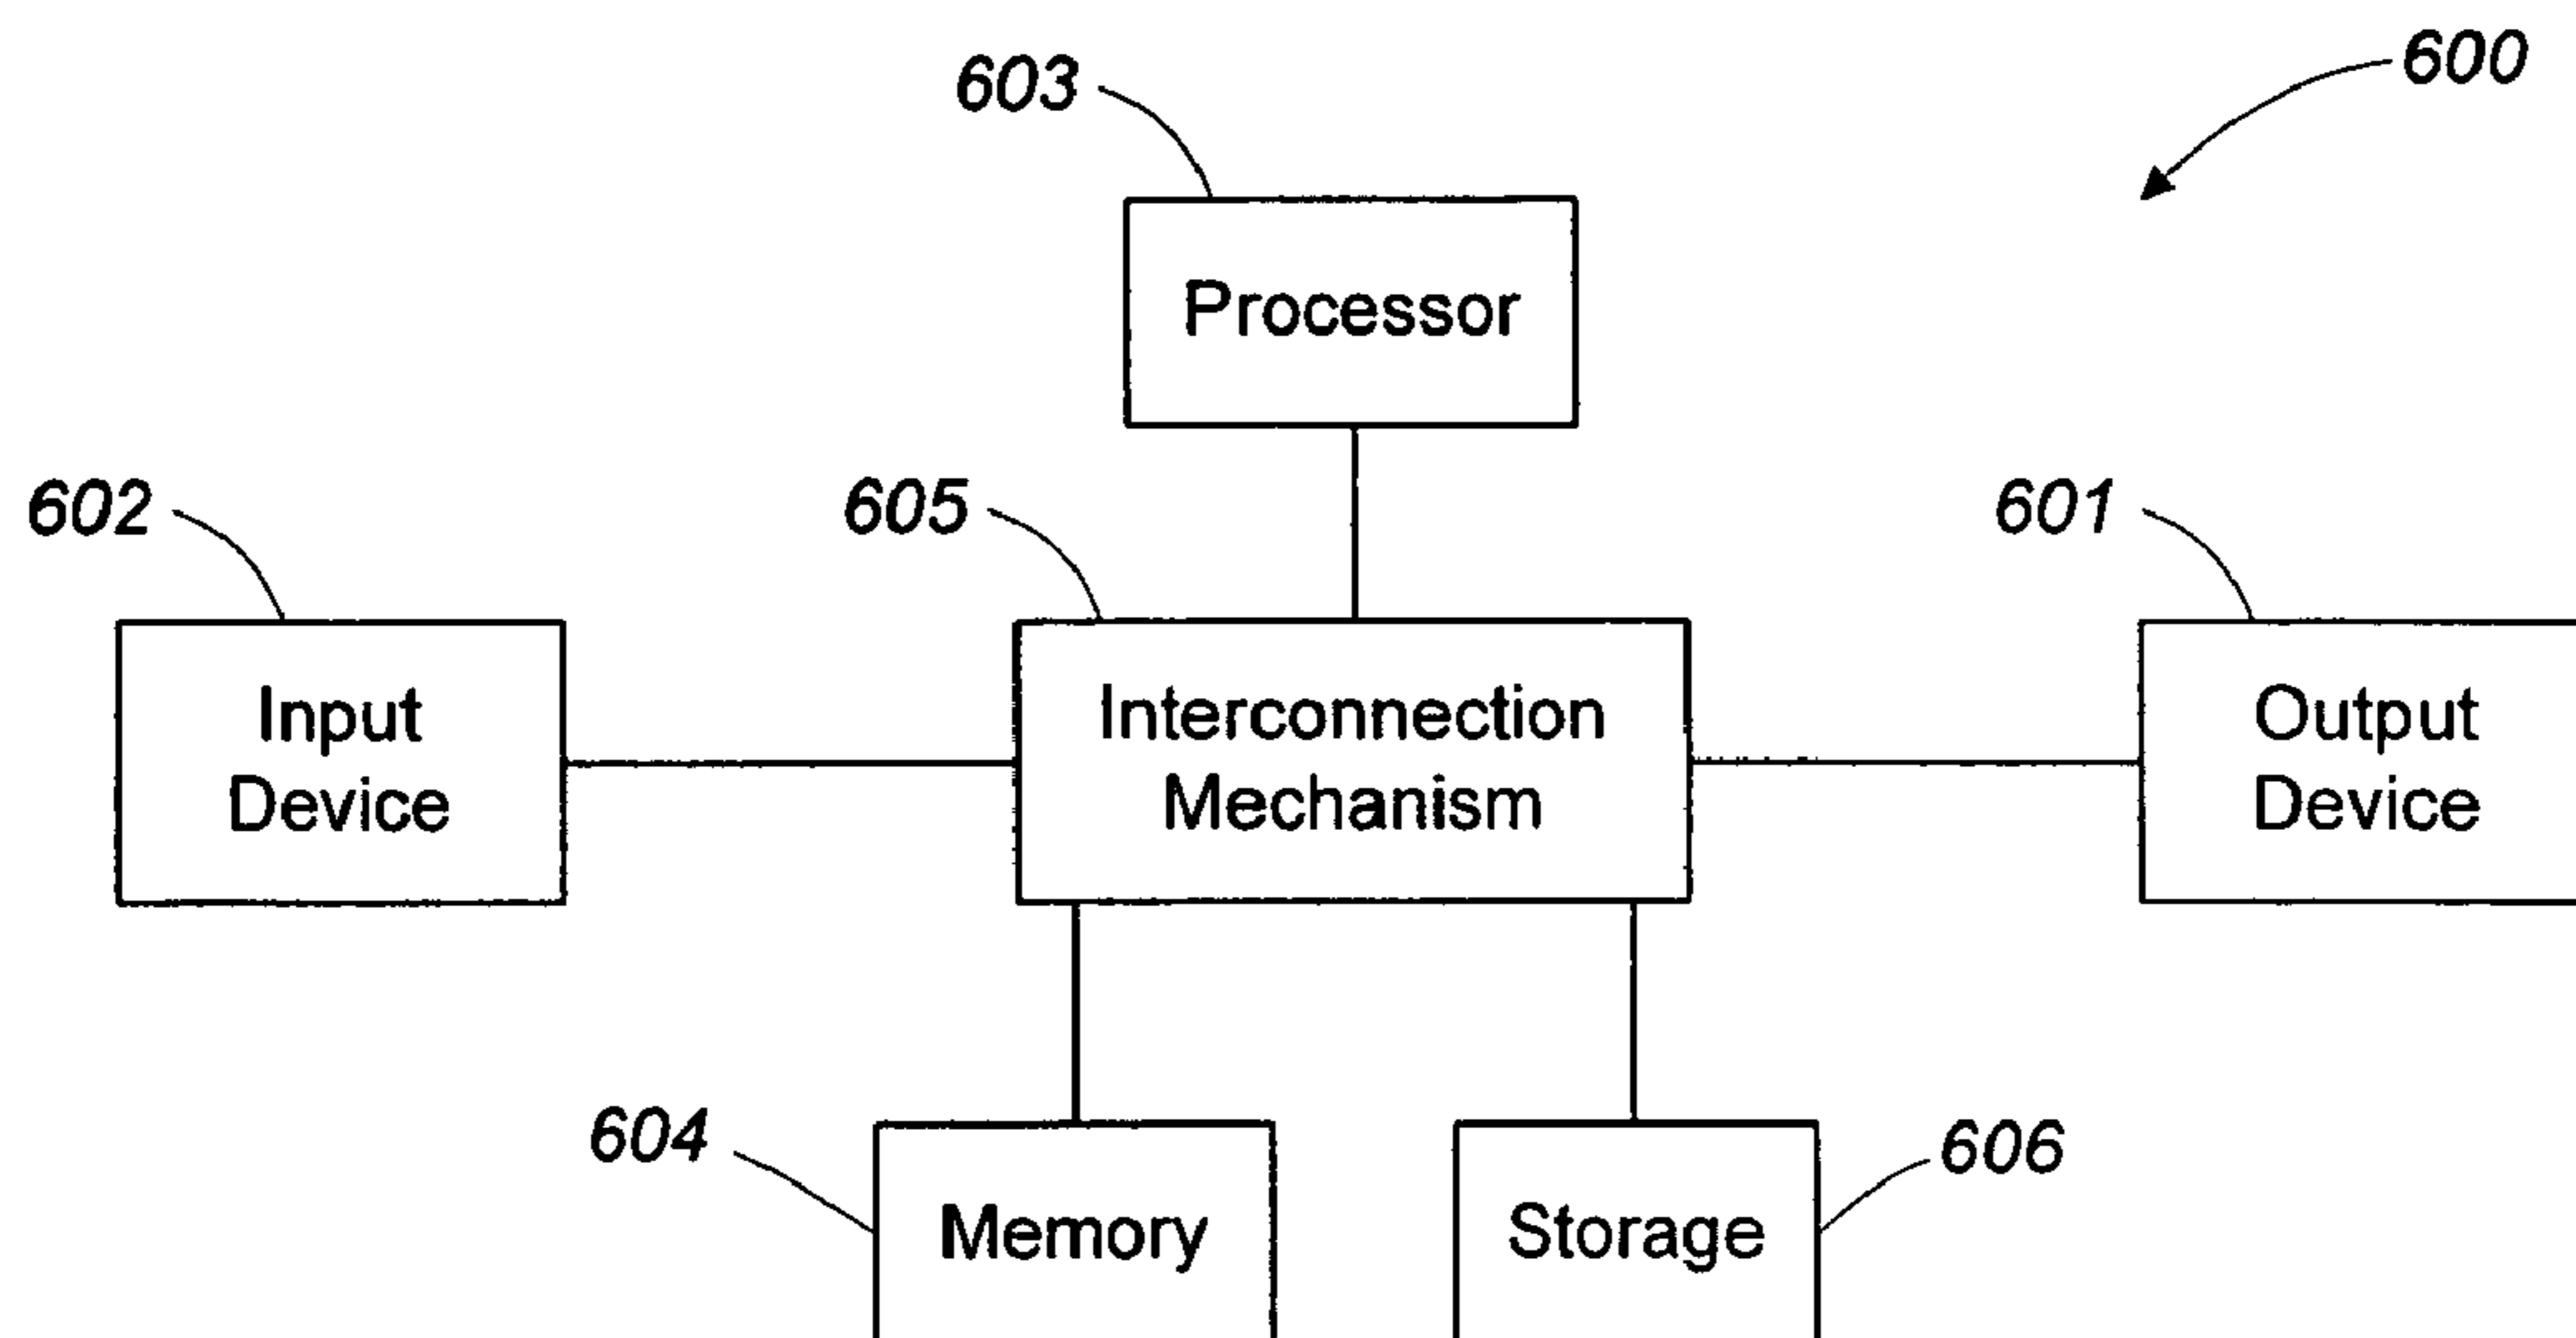 600
603
Processor
602
605
601
Input
Device
Interconnection
Mechanism
Output
Device
604
606
Memory
Storage